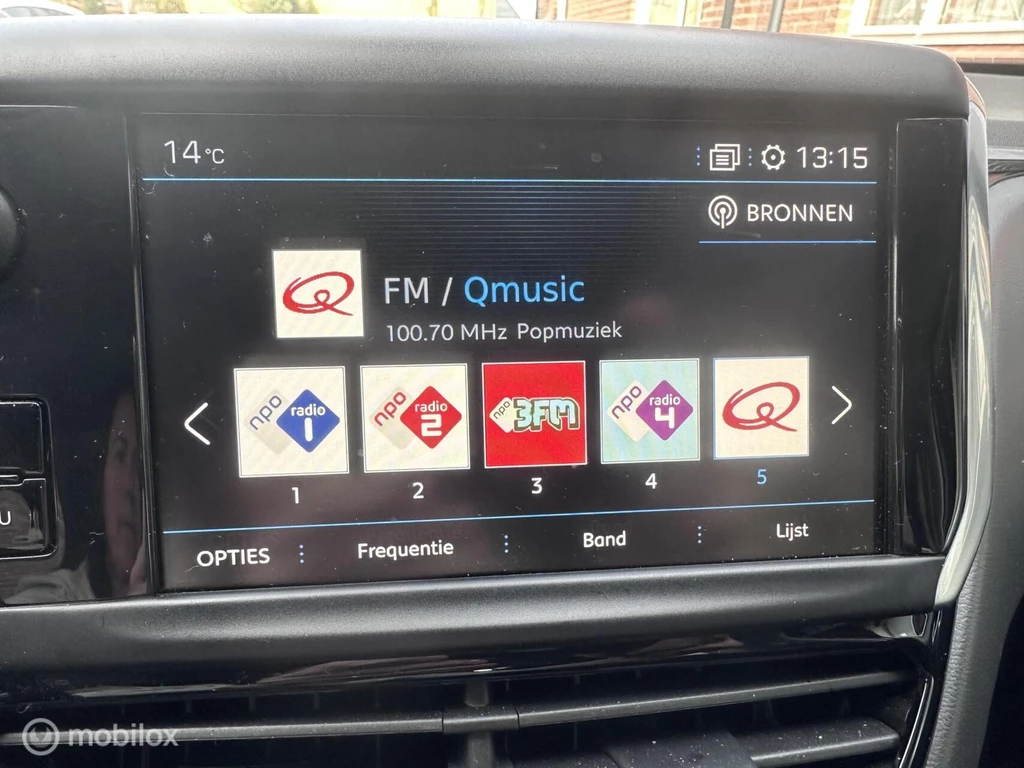 14°C
13:15
BRONNEN
FM / Qmusic
100.70 MHz Popmuziek
npo radio 1
npo radio 2
npo 3FM
npo radio 4
Q
1 2 3 4 5
OPTIES Frequentie Band Lijst
U
mobilox